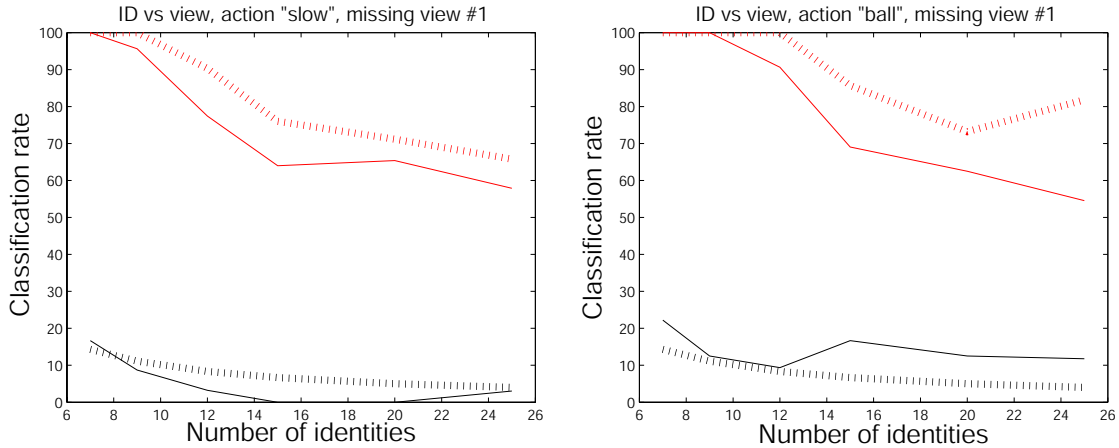 ID vs view, action "slow", missing view #1
100
90
80
70
60
50
40
30
20
10
0
6 8 10 12 14 16 18 20 22 24 26
Classification rate
Number of identities
ID vs view, action "ball", missing view #1
100
90
80
70
60
50
40
30
20
10
0
6 8 10 12 14 16 18 20 22 24 26
Classification rate
Number of identities